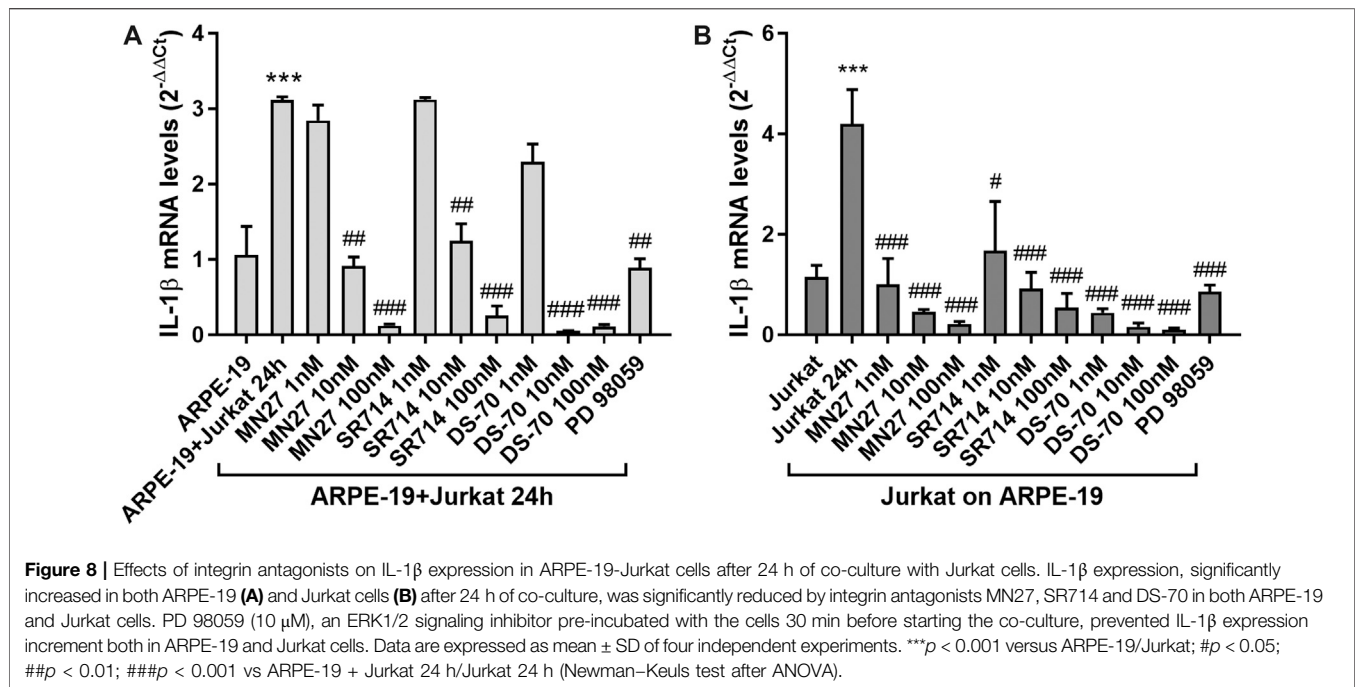 A
IL-1β mRNA levels (2^-ΔΔCt)
4
3
2
1
0
***
##
###
##
###
###
###
##
ARPE-19
ARPE-19+Jurkat 24h
MN27 1nM
MN27 10nM
MN27 100nM
SR714 1nM
SR714 10nM
SR714 100nM
DS-70 1nM
DS-70 10nM
DS-70 100nM
PD 98059
ARPE-19+Jurkat 24h
B
IL-1β mRNA levels (2^-ΔΔCt)
6
4
2
0
***
###
###
###
#
###
###
###
###
###
###
Jurkat
Jurkat 24h
MN27 1nM
MN27 10nM
MN27 100nM
SR714 1nM
SR714 10nM
SR714 100nM
DS-70 1nM
DS-70 10nM
DS-70 100nM
PD 98059
Jurkat on ARPE-19
Figure 8 | Effects of integrin antagonists on IL-1β expression in ARPE-19-Jurkat cells after 24 h of co-culture with Jurkat cells. IL-1β expression, significantly
increased in both ARPE-19 (A) and Jurkat cells (B) after 24 h of co-culture, was significantly reduced by integrin antagonists MN27, SR714 and DS-70 in both ARPE-19
and Jurkat cells. PD 98059 (10 μM), an ERK1/2 signaling inhibitor pre-incubated with the cells 30 min before starting the co-culture, prevented IL-1β expression
increment both in ARPE-19 and Jurkat cells. Data are expressed as mean ± SD of four independent experiments. ***p < 0.001 versus ARPE-19/Jurkat; #p < 0.05;
##p < 0.01; ###p < 0.001 vs ARPE-19 + Jurkat 24 h/Jurkat 24 h (Newman–Keuls test after ANOVA).